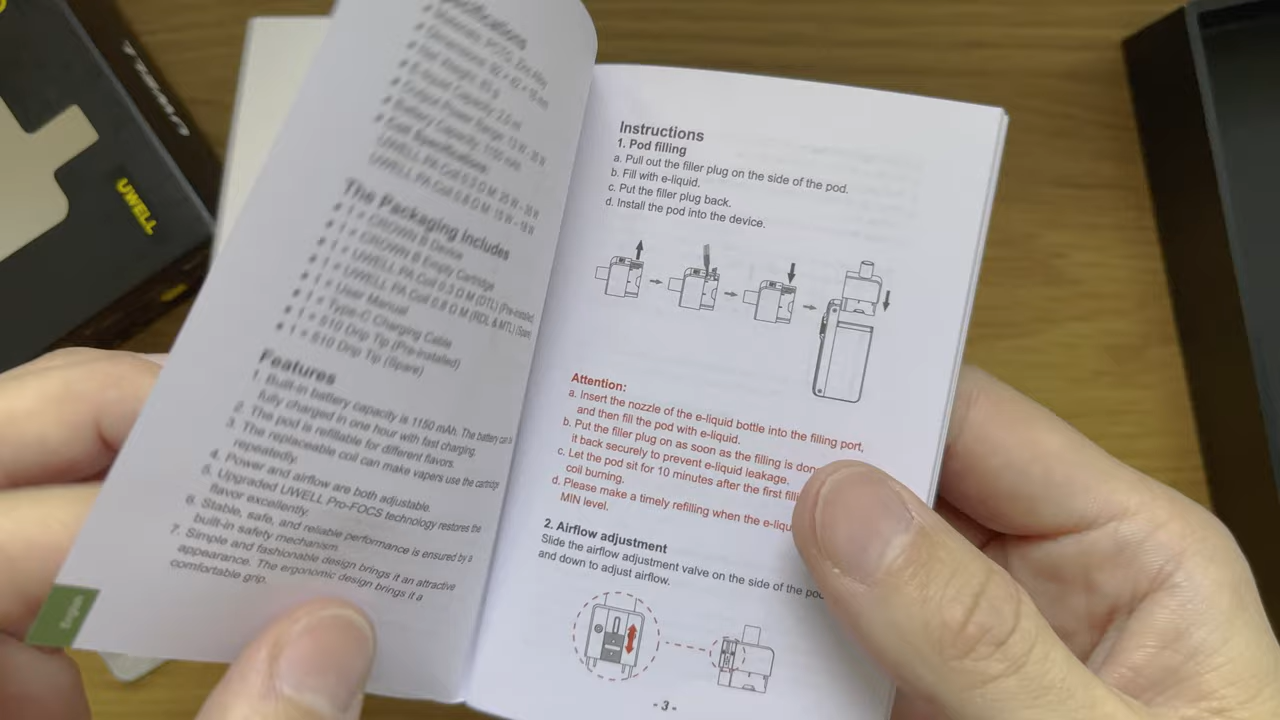 UWELL
Specifications
The Packaging Includes
1 × CROWN B Device
1 × CROWN B Empty Cartridge
1 × UWELL PA Coil 0.3 Ω M (DTL) (Pre-installed)
1 × UWELL PA Coil 0.8 Ω M (RDL & MTL) (Spare)
1 × User Manual
1 × Type-C Charging Cable
1 × 510 Drip Tip (Pre-installed)
1 × 510 Drip Tip (Spare)
Features
1. Built-in battery capacity is 1150 mAh. The battery can
fully charged in one hour with fast charging.
2. The pod is refillable for different flavors.
3. The replaceable coil can make vapers use the cartridge
repeatedly.
4. Power and airflow are both adjustable.
5. Upgraded UWELL Pro-FOCS technology restores the
flavor excellently.
6. Stable, safe, and reliable performance is ensured by a
built-in safety mechanism.
7. Simple and fashionable design brings it an attractive
appearance. The ergonomic design brings it a
comfortable grip.
English
Instructions
1. Pod filling
a. Pull out the filler plug on the side of the pod.
b. Fill with e-liquid.
c. Put the filler plug back.
d. Install the pod into the device.
Attention:
a. Insert the nozzle of the e-liquid bottle into the filling port,
and then fill the pod with e-liquid.
b. Put the filler plug on as soon as the filling is don
it back securely to prevent e-liquid leakage.
c. Let the pod sit for 10 minutes after the first filli
coil burning.
d. Please make a timely refilling when the e-liqu
MIN level.
2. Airflow adjustment
Slide the airflow adjustment valve on the side of the pod
and down to adjust airflow.
- 3 -